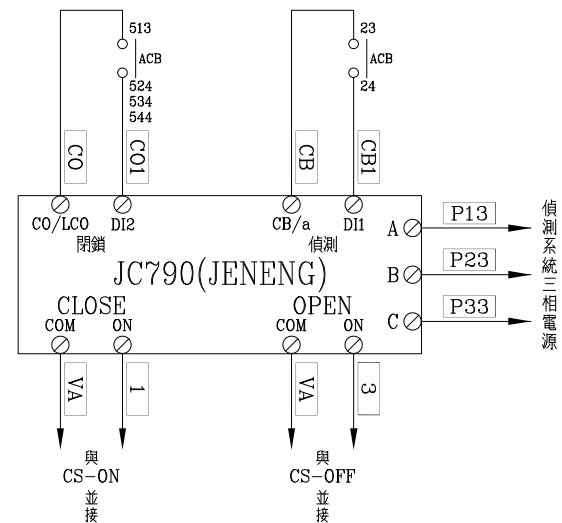 513
ACB
524
534
544
23
ACB
24
CO
CO1
CB
CB1
CO/LCO
DI2
CB/a
DI1
閉鎖
偵測
A
P13
B
P23
C
P33
偵測系統三相電源
JC790(JENENG)
CLOSE
OPEN
COM
ON
COM
ON
VA
1
VA
3
與
CS-ON
並
接
與
CS-OFF
並
接